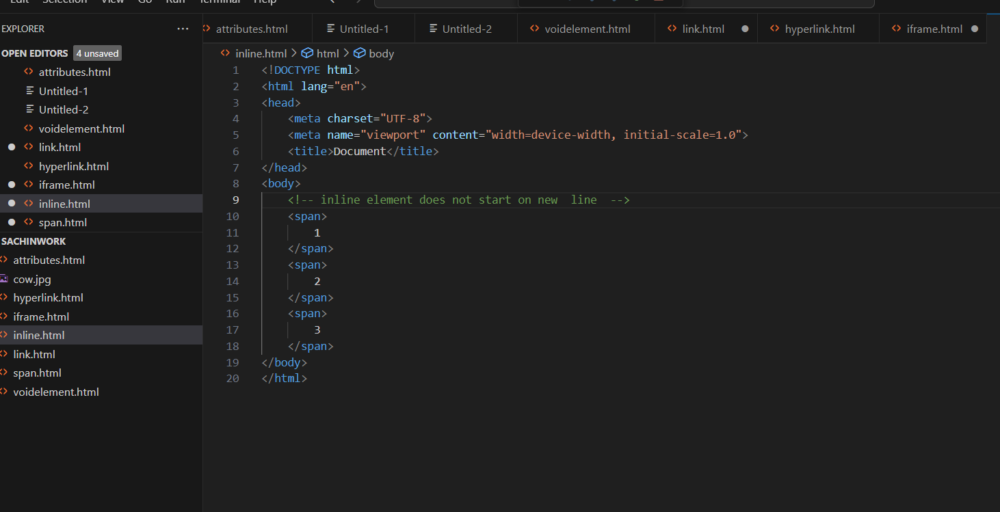 Edit Selection View Go Run Terminal Help
EXPLORER ···
OPEN EDITORS 4 unsaved
attributes.html
Untitled-1
Untitled-2
voidelement.html
link.html
hyperlink.html
iframe.html
inline.html
span.html
SACHINWORK
attributes.html
cow.jpg
hyperlink.html
iframe.html
inline.html
link.html
span.html
voidelement.html
attributes.html Untitled-1 Untitled-2 voidelement.html link.html hyperlink.html iframe.html
inline.html > html > body
1 <!DOCTYPE html>
2 <html lang="en">
3 <head>
4 <meta charset="UTF-8">
5 <meta name="viewport" content="width=device-width, initial-scale=1.0">
6 <title>Document</title>
7 </head>
8 <body>
9 <!-- inline element does not start on new  line  -->
10 <span>
11 1
12 </span>
13 <span>
14 2
15 </span>
16 <span>
17 3
18 </span>
19 </body>
20 </html>